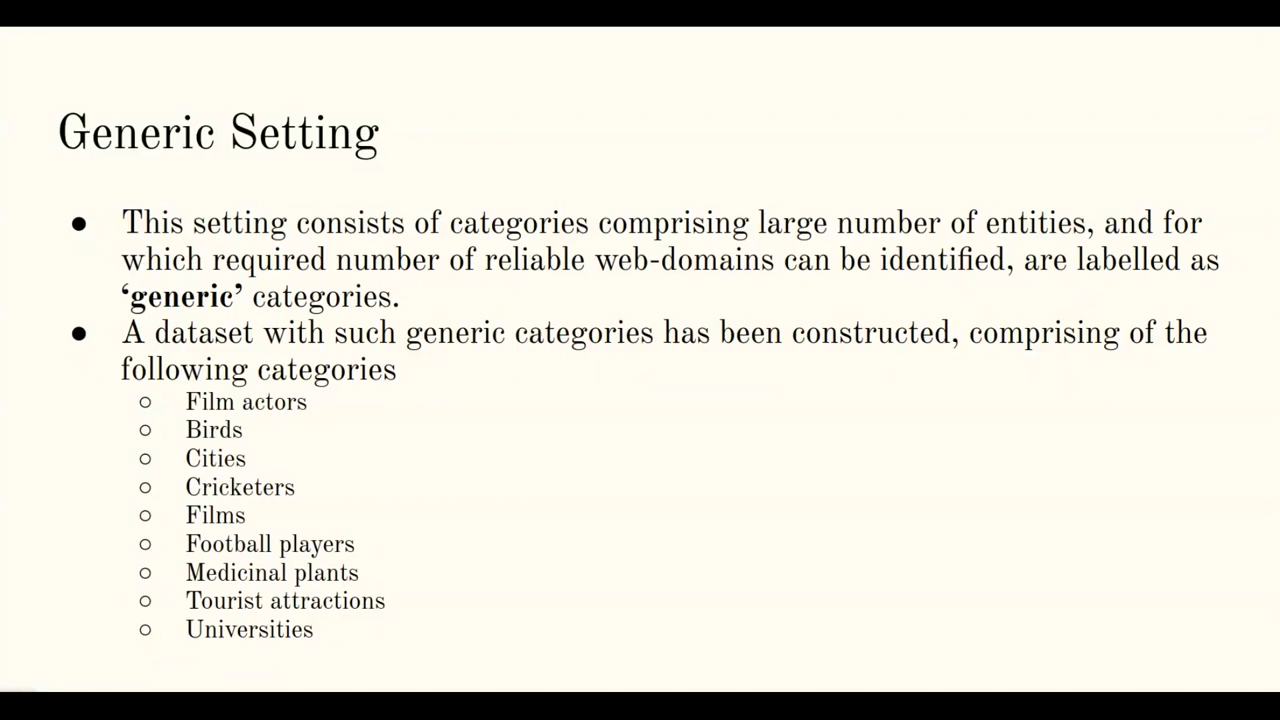 Generic Setting
● This setting consists of categories comprising large number of entities, and for
which required number of reliable web-domains can be identified, are labelled as
‘generic’ categories.
● A dataset with such generic categories has been constructed, comprising of the
following categories
○ Film actors
○ Birds
○ Cities
○ Cricketers
○ Films
○ Football players
○ Medicinal plants
○ Tourist attractions
○ Universities